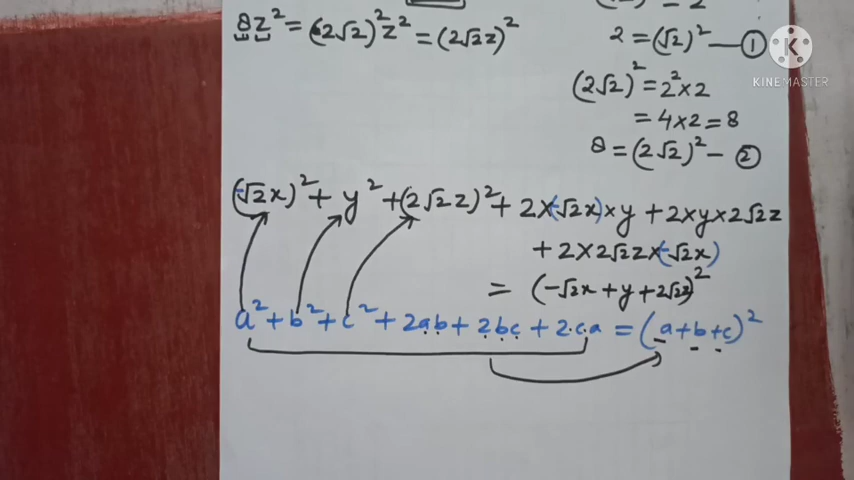 8z² = (2√2)²z² = (2√2z)²
2 = (√2)² — ①
(2√2)² = 2² × 2
= 4 × 2 = 8
8 = (2√2)² – ②
K
KINEMASTER
(-√2x)² + y² + (2√2z)² + 2×(-√2x)×y + 2×y×2√2z
+ 2×2√2z×(-√2x)
= (-√2x + y + 2√2z)²
a² + b² + c² + 2ab + 2bc + 2·c·a = (a+b+c)²